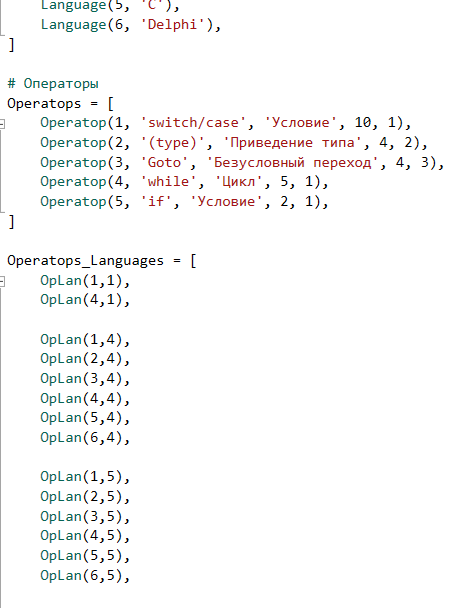 Language(5, 'C'),
Language(6, 'Delphi'),
]
# Операторы
Operatops = [
Operator(1, 'switch/case', 'Условие', 10, 1),
Operator(2, '(type)', 'Приведение типа', 4, 2),
Operator(3, 'Goto', 'Безусловный переход', 4, 3),
Operator(4, 'while', 'Цикл', 5, 1),
Operator(5, 'if', 'Условие', 2, 1),
]
Operatops_Languages = [
OpLan(1,1),
OpLan(4,1),
OpLan(1,4),
OpLan(2,4),
OpLan(3,4),
OpLan(4,4),
OpLan(5,4),
OpLan(6,4),
OpLan(1,5),
OpLan(2,5),
OpLan(3,5),
OpLan(4,5),
OpLan(5,5),
OpLan(6,5),